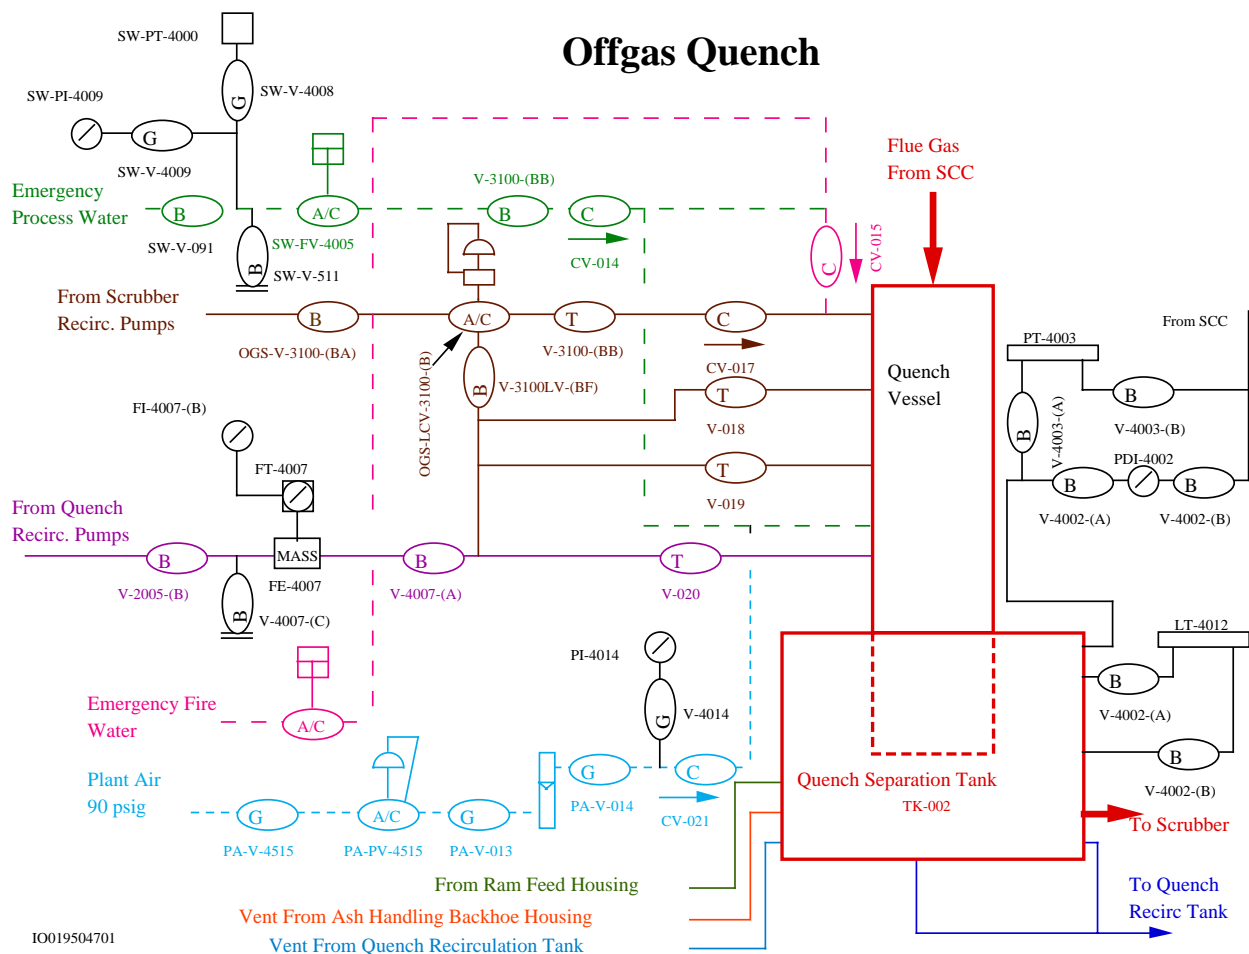 Offgas Quench
SW-PT-4000
SW-V-4008
G
SW-PI-4009
G
SW-V-4009
Emergency
Process Water
B
SW-V-091
A/C
SW-FV-4005
B
SW-V-511
V-3100-(BB)
B
C
CV-014
C
CV-015
Flue Gas
From SCC
From Scrubber
Recirc. Pumps
B
OGS-V-3100-(BA)
A/C
OGS-LCV-3100-(B)
T
V-3100-(BB)
C
CV-017
B
V-3100LV-(BF)
T
V-018
T
V-019
Quench
Vessel
From SCC
PT-4003
B
V-4003-(A)
B
V-4003-(B)
PDI-4002
B
V-4002-(A)
B
V-4002-(B)
FI-4007-(B)
FT-4007
From Quench
Recirc. Pumps
B
V-2005-(B)
MASS
FE-4007
B
V-4007-(C)
B
V-4007-(A)
T
V-020
LT-4012
B
V-4002-(A)
B
V-4002-(B)
Emergency Fire
Water
A/C
PI-4014
G
V-4014
Plant Air
90 psig
G
PA-V-4515
A/C
PA-PV-4515
G
PA-V-013
G
PA-V-014
C
CV-021
Quench Separation Tank
TK-002
To Scrubber
From Ram Feed Housing
Vent From Ash Handling Backhoe Housing
Vent From Quench Recirculation Tank
To Quench
Recirc Tank
IO019504701